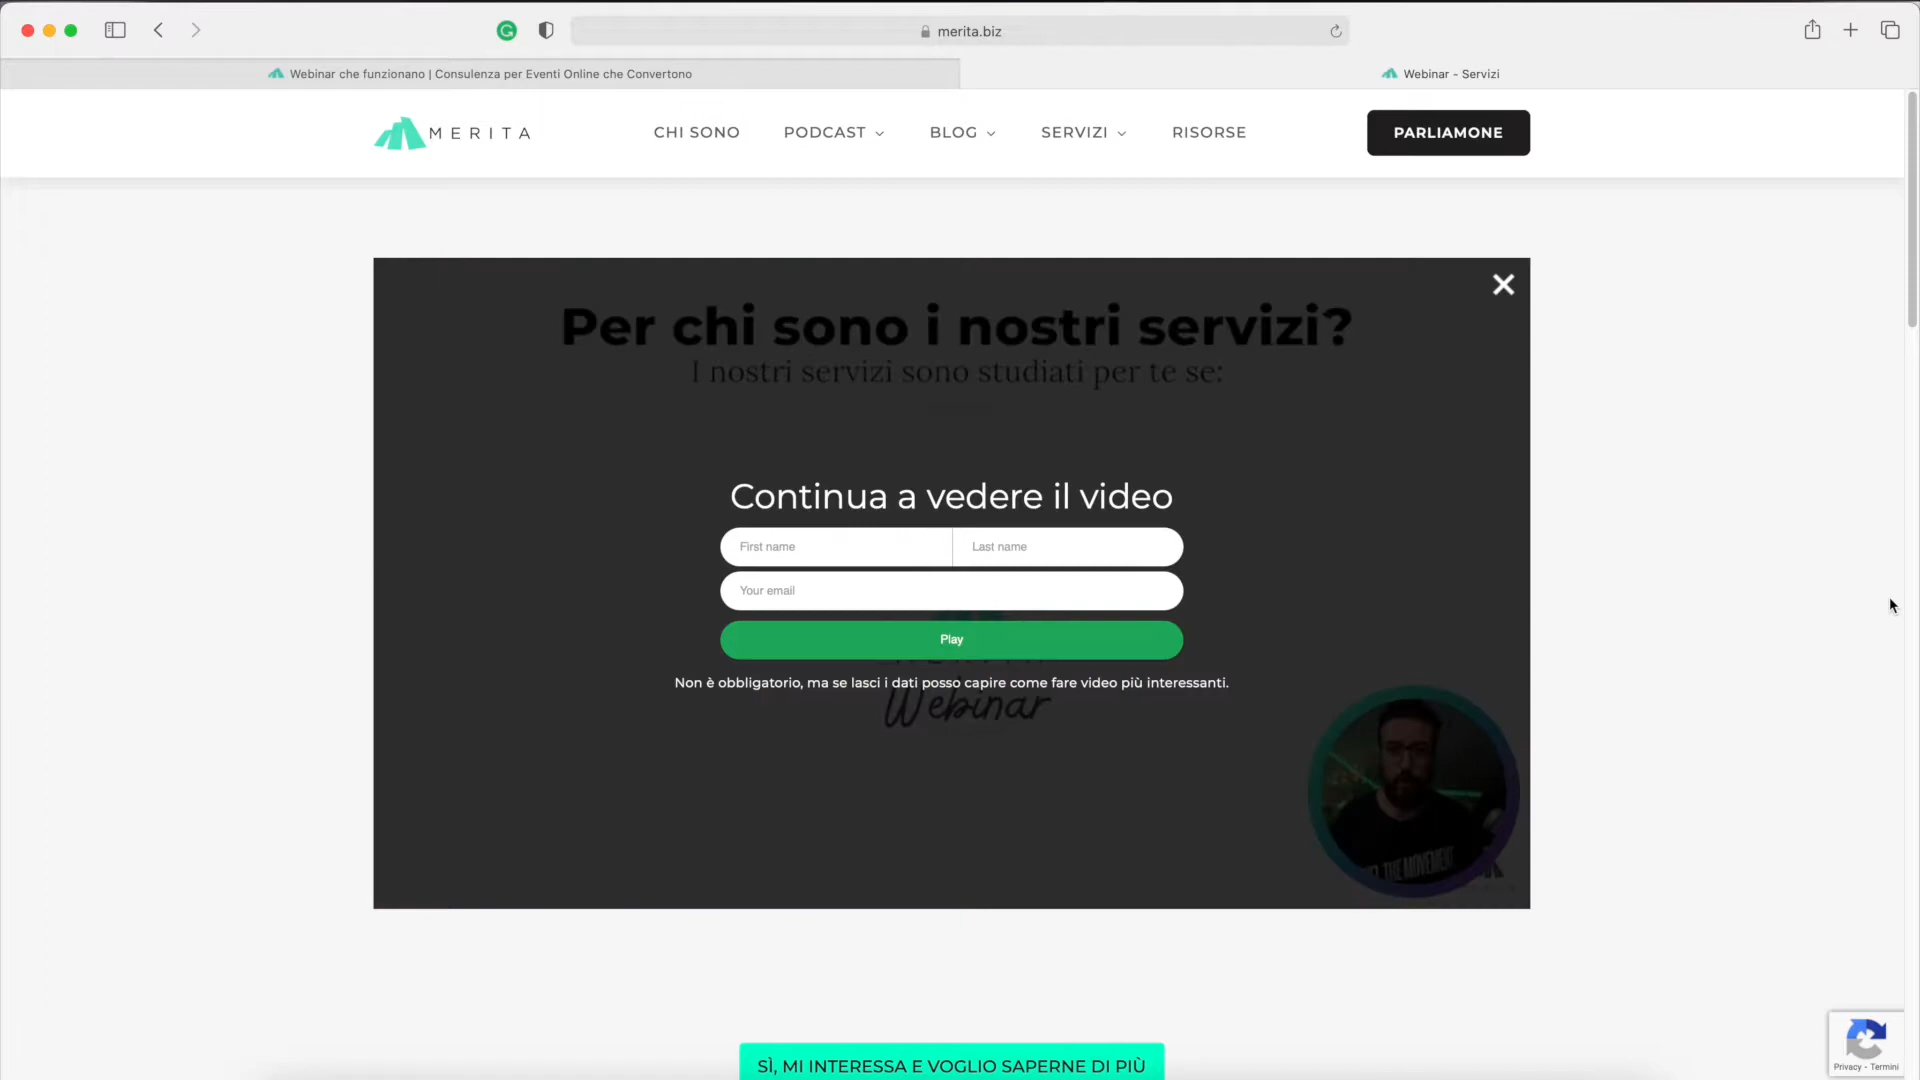 merita.biz
Webinar che funzionano | Consulenza per Eventi Online che Convertono
Webinar - Servizi
MERITA
CHI SONO
PODCAST
BLOG
SERVIZI
RISORSE
PARLIAMONE
Per chi sono i nostri servizi?
I nostri servizi sono studiati per te se:
Continua a vedere il video
First name
Last name
Your email
Play
Non è obbligatorio, ma se lasci i dati posso capire come fare video più interessanti.
Webinar
THE MOVEMENT
SÌ, MI INTERESSA E VOGLIO SAPERNE DI PIÙ
Privacy - Termini